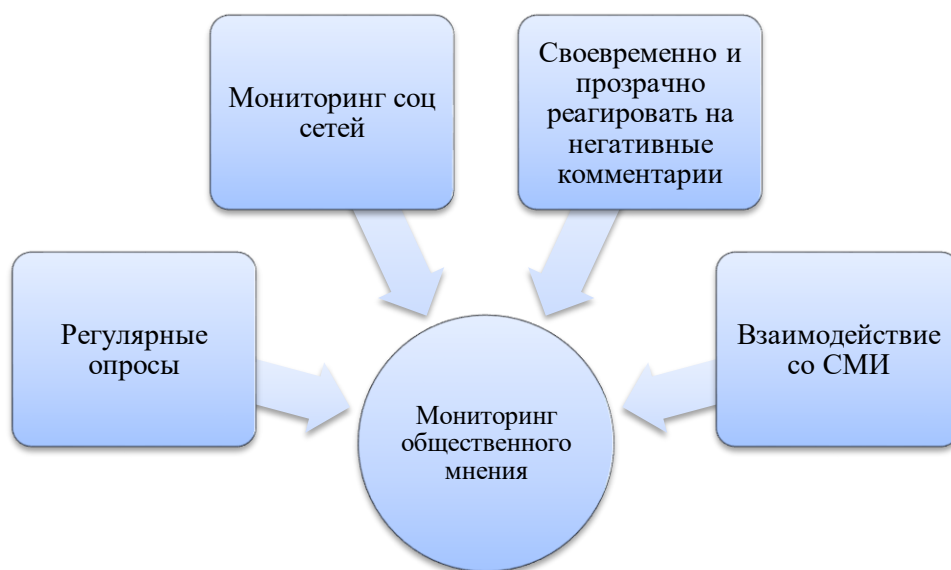 Мониторинг соц
сетей
Своевременно и
прозрачно
реагировать на
негативные
комментарии
Регулярные
опросы
Взаимодействие
со СМИ
Мониторинг
общественного
мнения